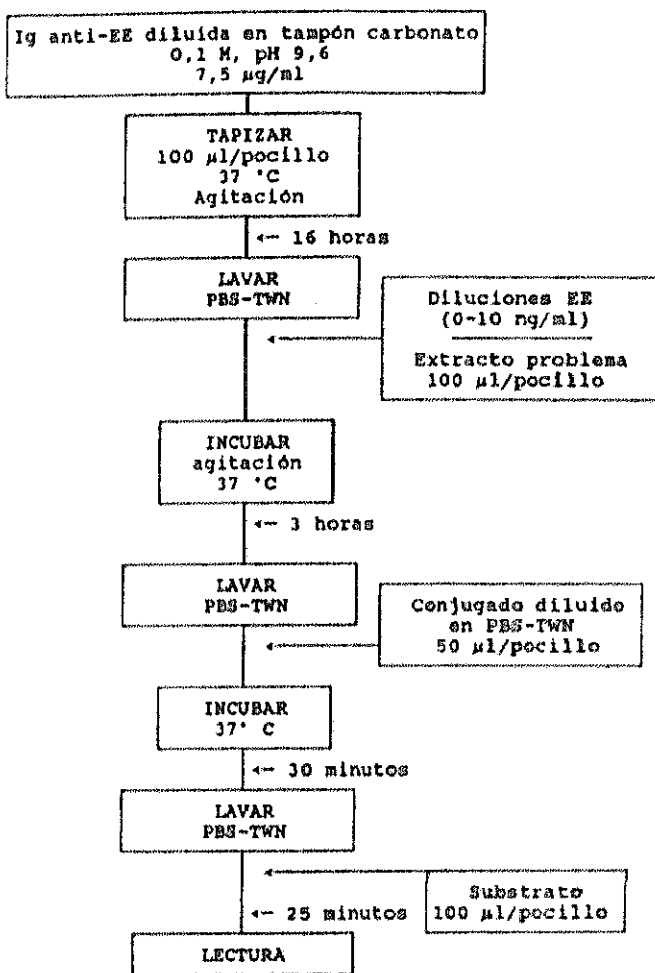 Ig anti-EE diluida en tampón carbonato
0,1 M, pH 9,6
7,5 µg/ml
TAPIZAR
100 µl/pocillo
37 °C
Agitación
← 16 horas
LAVAR
PBS-TWN
Diluciones EE
(0-10 ng/ml)
Extracto problema
100 µl/pocillo
INCUBAR
agitación
37 °C
← 3 horas
LAVAR
PBS-TWN
Conjugado diluido
en PBS-TWN
50 µl/pocillo
INCUBAR
37° C
← 30 minutos
LAVAR
PBS-TWN
Substrato
100 µl/pocillo
← 25 minutos
LECTURA